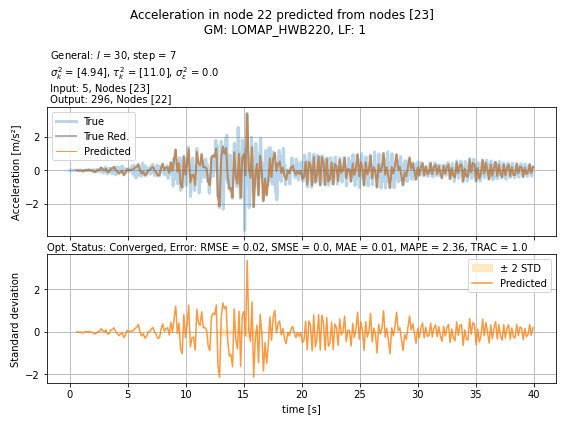 Acceleration in node 22 predicted from nodes [23]
GM: LOMAP_HWB220, LF: 1
General: l = 30, step = 7
σ²ₖ = [4.94], τ²ₖ = [11.0], σ²ₑ = 0.0
Input: 5, Nodes [23]
Output: 296, Nodes [22]
True
True Red.
Predicted
Acceleration [m/s²]
2
0
−2
Opt. Status: Converged, Error: RMSE = 0.02, SMSE = 0.0, MAE = 0.01, MAPE = 2.36, TRAC = 1.0
± 2 STD
Predicted
Standard deviation
2
0
−2
0 5 10 15 20 25 30 35 40
time [s]